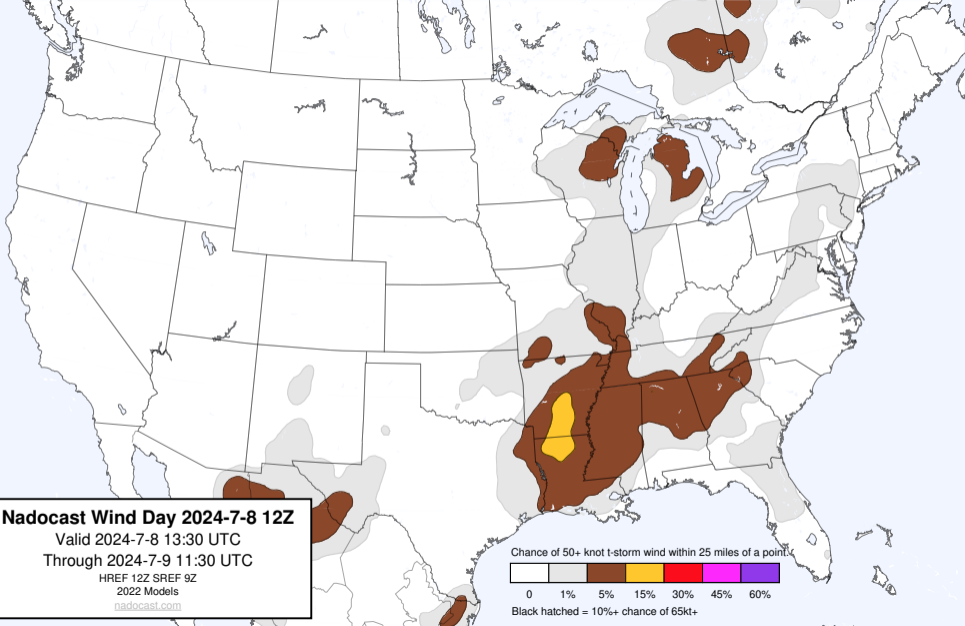 Nadocast Wind Day 2024-7-8 12Z
Valid 2024-7-8 13:30 UTC
Through 2024-7-9 11:30 UTC
HREF 12Z SREF 9Z
2022 Models
nadocast.com
Chance of 50+ knot t-storm wind within 25 miles of a point.
0 1% 5% 15% 30% 45% 60%
Black hatched = 10%+ chance of 65kt+